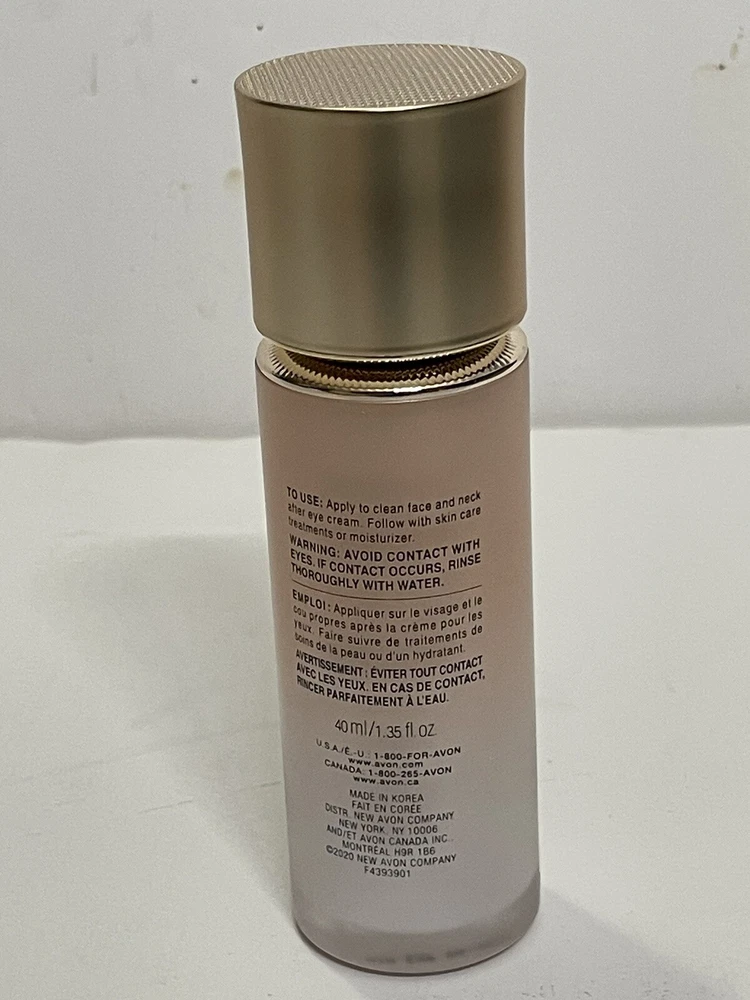 TO USE: Apply to clean face and neck
after eye cream. Follow with skin care
treatments or moisturizer.
WARNING: AVOID CONTACT WITH
EYES. IF CONTACT OCCURS, RINSE
THOROUGHLY WITH WATER.
EMPLOI: Appliquer sur le visage et le
cou propres après la crème pour les
yeux. Faire suivre de traitements de
soins de la peau ou d'un hydratant.
AVERTISSEMENT : ÉVITER TOUT CONTACT
AVEC LES YEUX. EN CAS DE CONTACT,
RINCER PARFAITEMENT À L'EAU.
40 ml/1.35 fl. oz.
U.S.A./É.-U.: 1-800-FOR-AVON
www.avon.com
CANADA: 1-800-265-AVON
www.avon.ca
MADE IN KOREA
FAIT EN CORÉE
DISTR. NEW AVON COMPANY
NEW YORK, NY 10006
AND/ET AVON CANADA INC.
MONTRÉAL H9R 1B6
©2020 NEW AVON COMPANY
F4393901